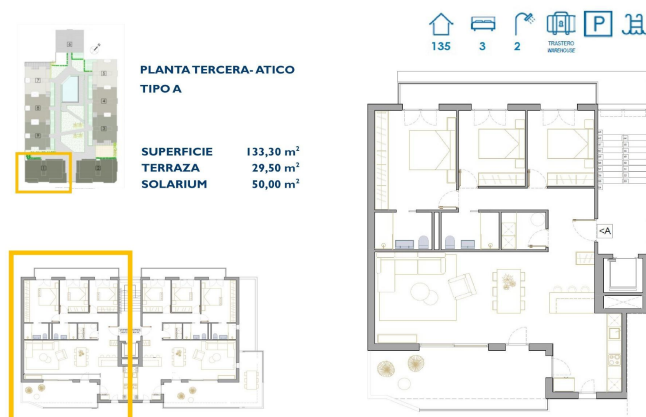 135
3
2
TRASTERO
WAREHOUSE
P
PLANTA TERCERA- ATICO
TIPO A
SUPERFICIE 133,30 m²
TERRAZA 29,50 m²
SOLARIUM 50,00 m²
<A